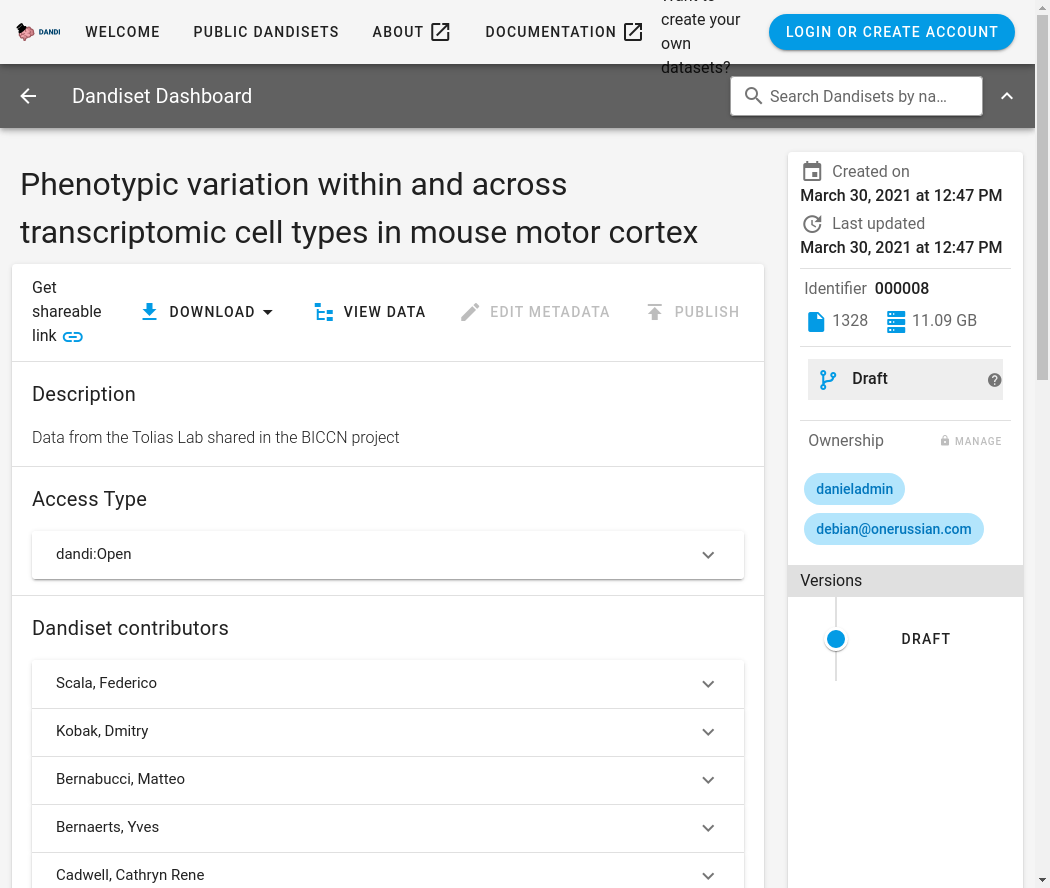 DANDI
WELCOME
PUBLIC DANDISETS
ABOUT
DOCUMENTATION
create your
own
datasets?
LOGIN OR CREATE ACCOUNT
Dandiset Dashboard
Search Dandisets by na…
Phenotypic variation within and across
transcriptomic cell types in mouse motor cortex
Get
shareable
link
DOWNLOAD
VIEW DATA
EDIT METADATA
PUBLISH
Description
Data from the Tolias Lab shared in the BICCN project
Access Type
dandi:Open
Dandiset contributors
Scala, Federico
Kobak, Dmitry
Bernabucci, Matteo
Bernaerts, Yves
Cadwell, Cathryn Rene
Created on
March 30, 2021 at 12:47 PM
Last updated
March 30, 2021 at 12:47 PM
Identifier 000008
1328 11.09 GB
Draft
Ownership
MANAGE
danieladmin
debian@onerussian.com
Versions
DRAFT